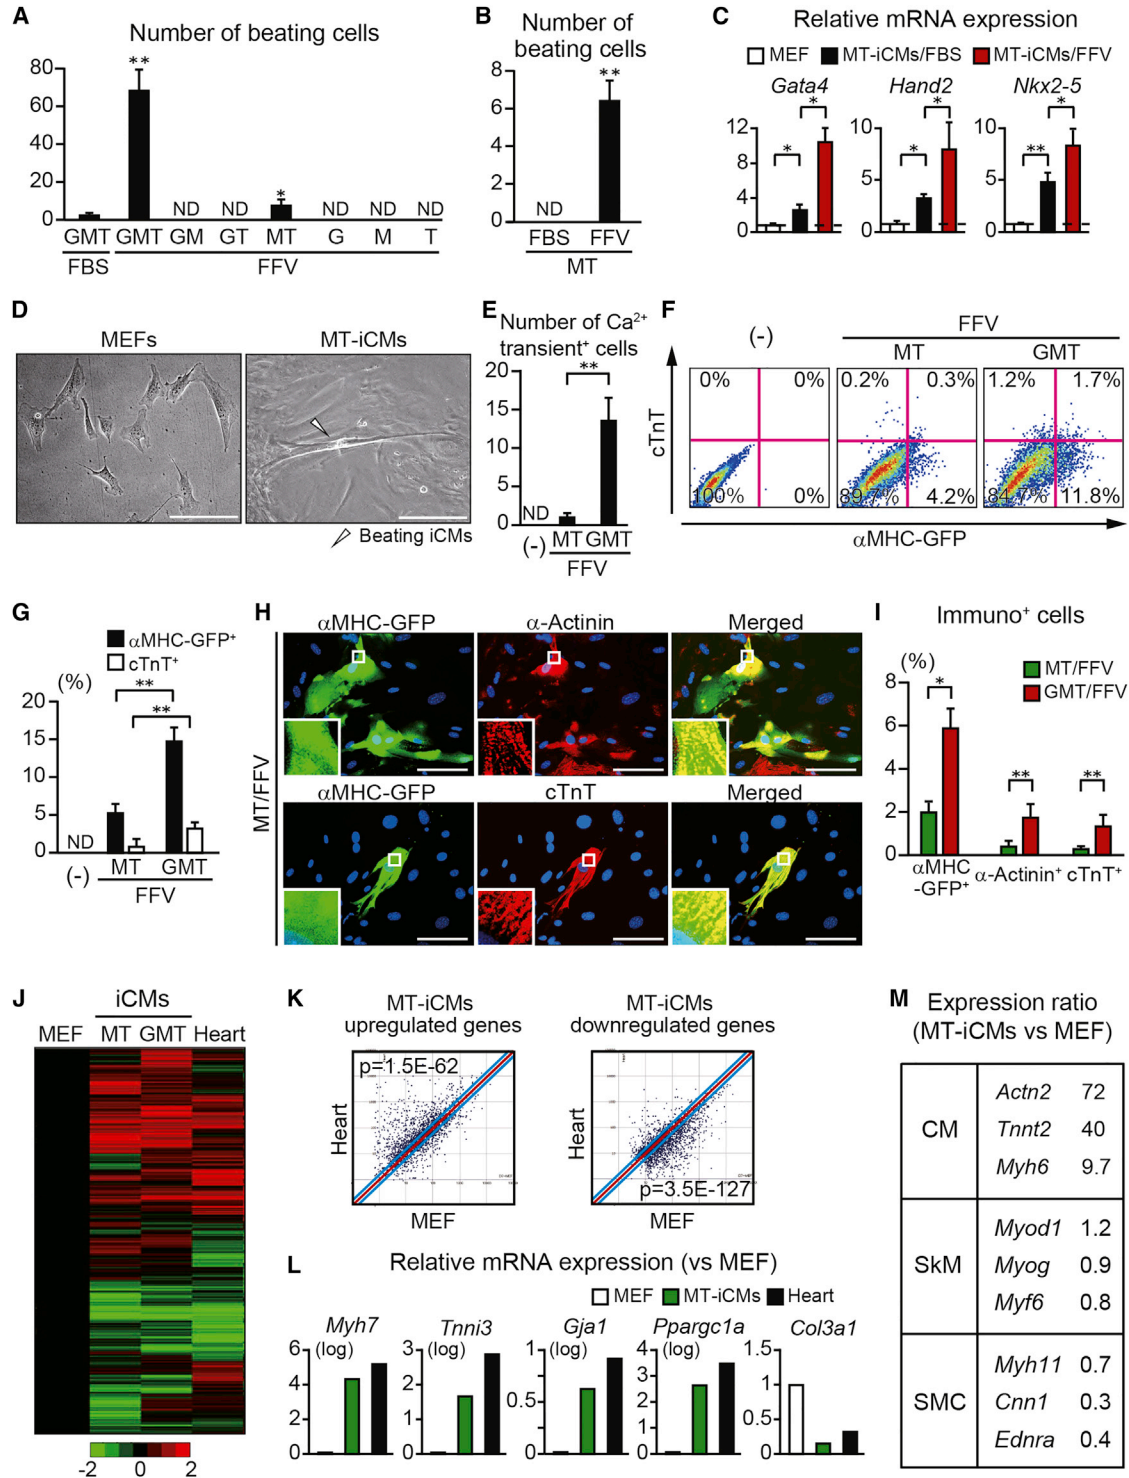 A
Number of beating cells
80
60
40
20
0
**
ND
ND
*
ND
ND
ND
GMT
GMT
GM
GT
MT
G
M
T
FBS
FFV
B
Number of
beating cells
8
6
4
2
0
**
ND
FBS
FFV
MT
C
Relative mRNA expression
MEF
MT-iCMs/FBS
MT-iCMs/FFV
Gata4
Hand2
Nkx2-5
12
8
4
0
*
*
10
5
0
*
*
10
5
0
**
*
D
MEFs
MT-iCMs
Beating iCMs
E
Number of Ca2+
transient+ cells
20
15
10
5
0
**
ND
(-)
MT
GMT
FFV
F
FFV
(-)
MT
GMT
cTnT
0%
0%
100%
0%
0.2%
0.3%
89.7%
4.2%
1.2%
1.7%
84.7%
11.8%
αMHC-GFP
G
αMHC-GFP+
cTnT+
(%)
20
15
10
5
0
**
**
ND
(-)
MT
GMT
FFV
H
MT/FFV
αMHC-GFP
α-Actinin
Merged
αMHC-GFP
cTnT
Merged
I
Immuno+ cells
(%)
MT/FFV
GMT/FFV
8
6
4
2
0
*
**
**
αMHC
-GFP+
α-Actinin+
cTnT+
J
iCMs
MEF
MT
GMT
Heart
-2
0
2
K
MT-iCMs
upregulated genes
p=1.5E-62
Heart
MEF
MT-iCMs
downregulated genes
p=3.5E-127
Heart
MEF
L
Relative mRNA expression (vs MEF)
MEF
MT-iCMs
Heart
Myh7
(log)
6
4
2
0
Tnni3
(log)
3
2
1
0
Gja1
(log)
1
0.5
0
Ppargc1a
(log)
4
3
2
1
0
Col3a1
1.5
1
0.5
0
M
Expression ratio
(MT-iCMs vs MEF)
CM
Actn2 72
Tnnt2 40
Myh6 9.7
SkM
Myod1 1.2
Myog 0.9
Myf6 0.8
SMC
Myh11 0.7
Cnn1 0.3
Ednra 0.4